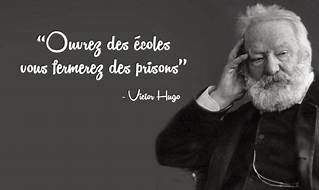 “Ouvrez des écoles
vous fermerez des prisons”
- Victor Hugo